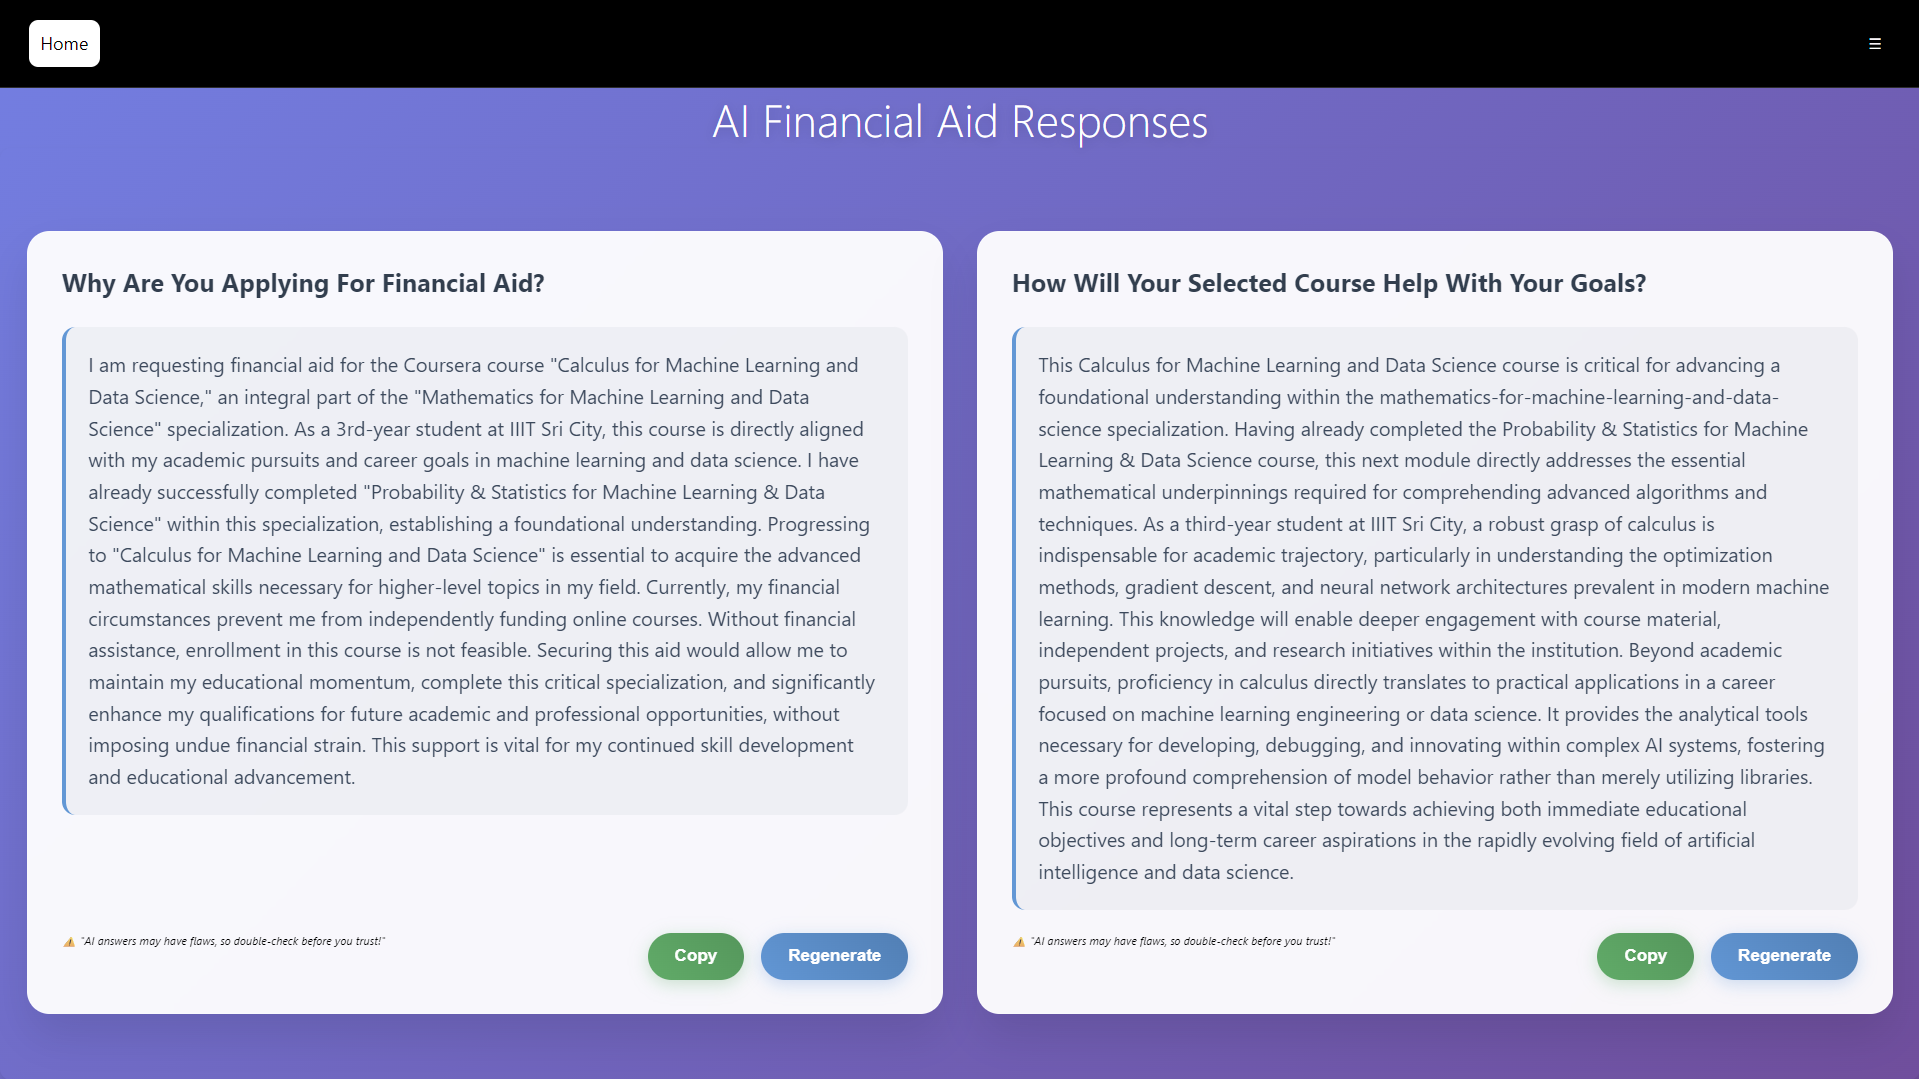 Home
☰
AI Financial Aid Responses
Why Are You Applying For Financial Aid?
I am requesting financial aid for the Coursera course "Calculus for Machine Learning and
Data Science," an integral part of the "Mathematics for Machine Learning and Data
Science" specialization. As a 3rd-year student at IIIT Sri City, this course is directly aligned
with my academic pursuits and career goals in machine learning and data science. I have
already successfully completed "Probability & Statistics for Machine Learning & Data
Science" within this specialization, establishing a foundational understanding. Progressing
to "Calculus for Machine Learning and Data Science" is essential to acquire the advanced
mathematical skills necessary for higher-level topics in my field. Currently, my financial
circumstances prevent me from independently funding online courses. Without financial
assistance, enrollment in this course is not feasible. Securing this aid would allow me to
maintain my educational momentum, complete this critical specialization, and significantly
enhance my qualifications for future academic and professional opportunities, without
imposing undue financial strain. This support is vital for my continued skill development
and educational advancement.
⚠️ "AI answers may have flaws, so double-check before you trust!"
Copy
Regenerate
How Will Your Selected Course Help With Your Goals?
This Calculus for Machine Learning and Data Science course is critical for advancing a
foundational understanding within the mathematics-for-machine-learning-and-data-
science specialization. Having already completed the Probability & Statistics for Machine
Learning & Data Science course, this next module directly addresses the essential
mathematical underpinnings required for comprehending advanced algorithms and
techniques. As a third-year student at IIIT Sri City, a robust grasp of calculus is
indispensable for academic trajectory, particularly in understanding the optimization
methods, gradient descent, and neural network architectures prevalent in modern machine
learning. This knowledge will enable deeper engagement with course material,
independent projects, and research initiatives within the institution. Beyond academic
pursuits, proficiency in calculus directly translates to practical applications in a career
focused on machine learning engineering or data science. It provides the analytical tools
necessary for developing, debugging, and innovating within complex AI systems, fostering
a more profound comprehension of model behavior rather than merely utilizing libraries.
This course represents a vital step towards achieving both immediate educational
objectives and long-term career aspirations in the rapidly evolving field of artificial
intelligence and data science.
⚠️ "AI answers may have flaws, so double-check before you trust!"
Copy
Regenerate